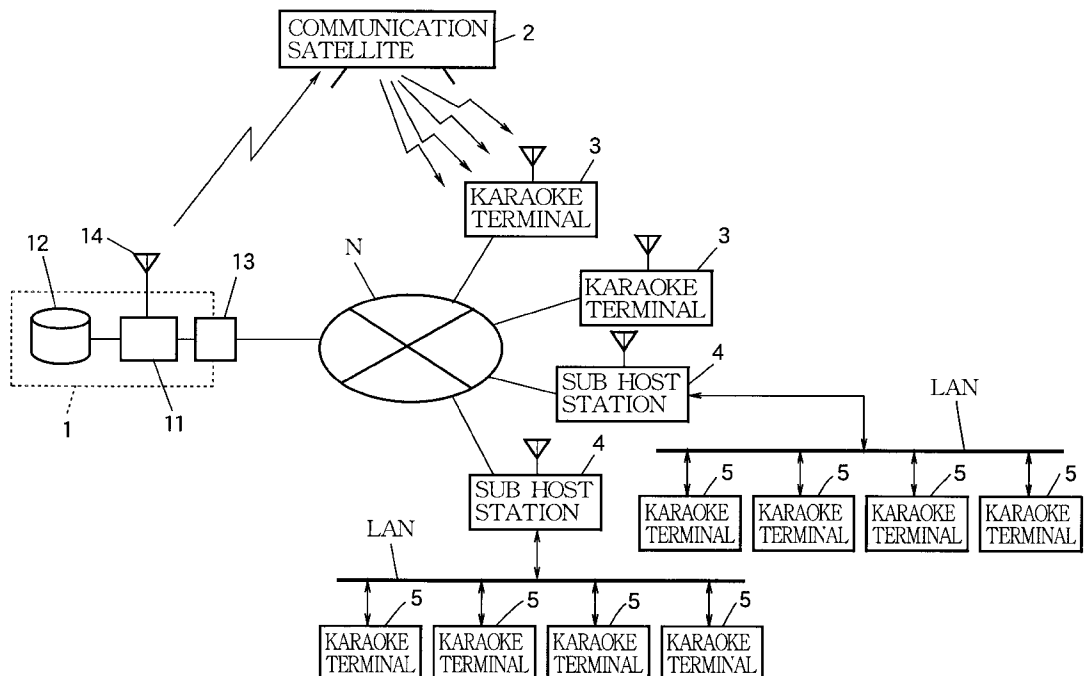 COMMUNICATION
SATELLITE
2
3
KARAOKE
TERMINAL
12
14
13
N
3
KARAOKE
TERMINAL
4
SUB HOST
STATION
LAN
1
11
4
SUB HOST
STATION
5
5
5
5
KARAOKE
TERMINAL
KARAOKE
TERMINAL
KARAOKE
TERMINAL
KARAOKE
TERMINAL
LAN
5
5
5
5
KARAOKE
TERMINAL
KARAOKE
TERMINAL
KARAOKE
TERMINAL
KARAOKE
TERMINAL